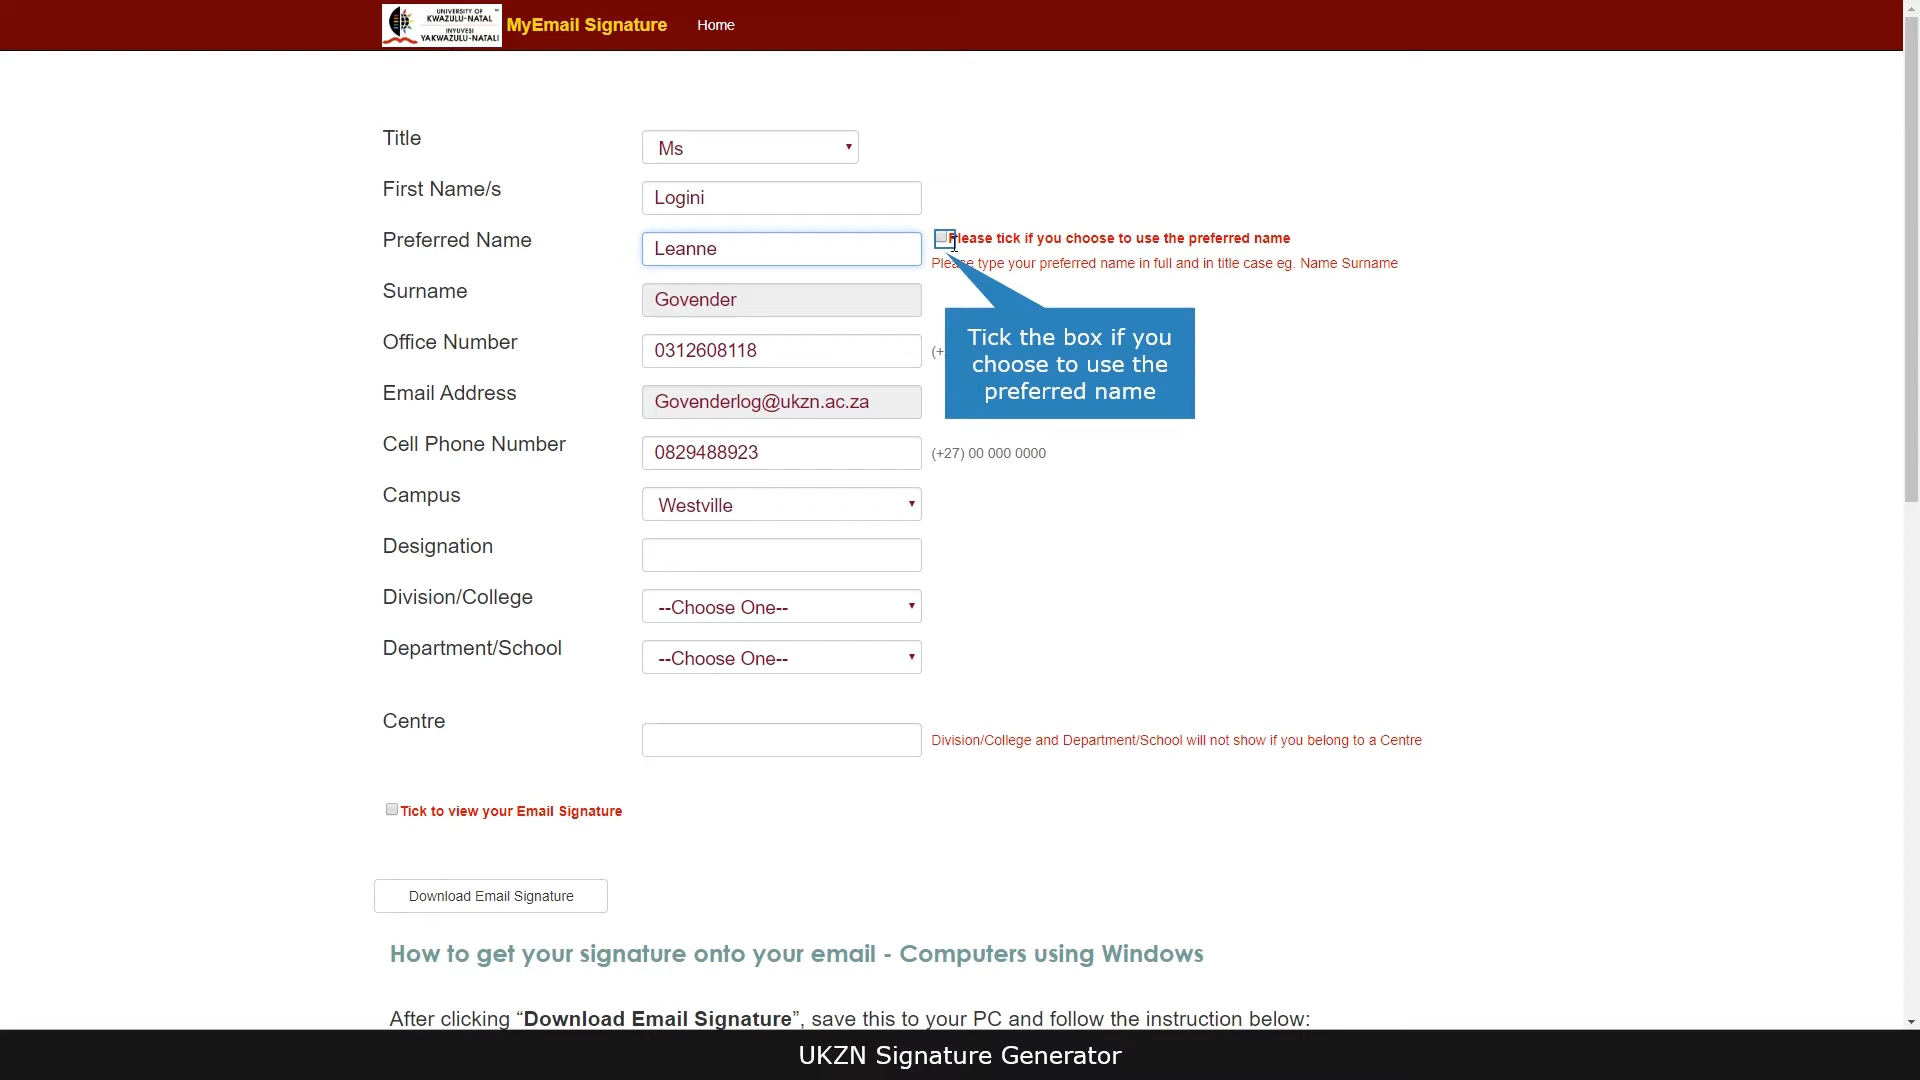 UNIVERSITY OF
KWAZULU-NATAL
INYUVESI
YAKWAZULU-NATALI
MyEmail Signature
Home
Title
Ms
First Name/s
Logini
Preferred Name
Leanne
Please tick if you choose to use the preferred name
Please type your preferred name in full and in title case eg. Name Surname
Surname
Govender
Office Number
0312608118
(+
Tick the box if you
choose to use the
preferred name
Email Address
Govenderlog@ukzn.ac.za
Cell Phone Number
0829488923
(+27) 00 000 0000
Campus
Westville
Designation
Division/College
--Choose One--
Department/School
--Choose One--
Centre
Division/College and Department/School will not show if you belong to a Centre
Tick to view your Email Signature
Download Email Signature
How to get your signature onto your email - Computers using Windows
After clicking “Download Email Signature”, save this to your PC and follow the instruction below:
UKZN Signature Generator